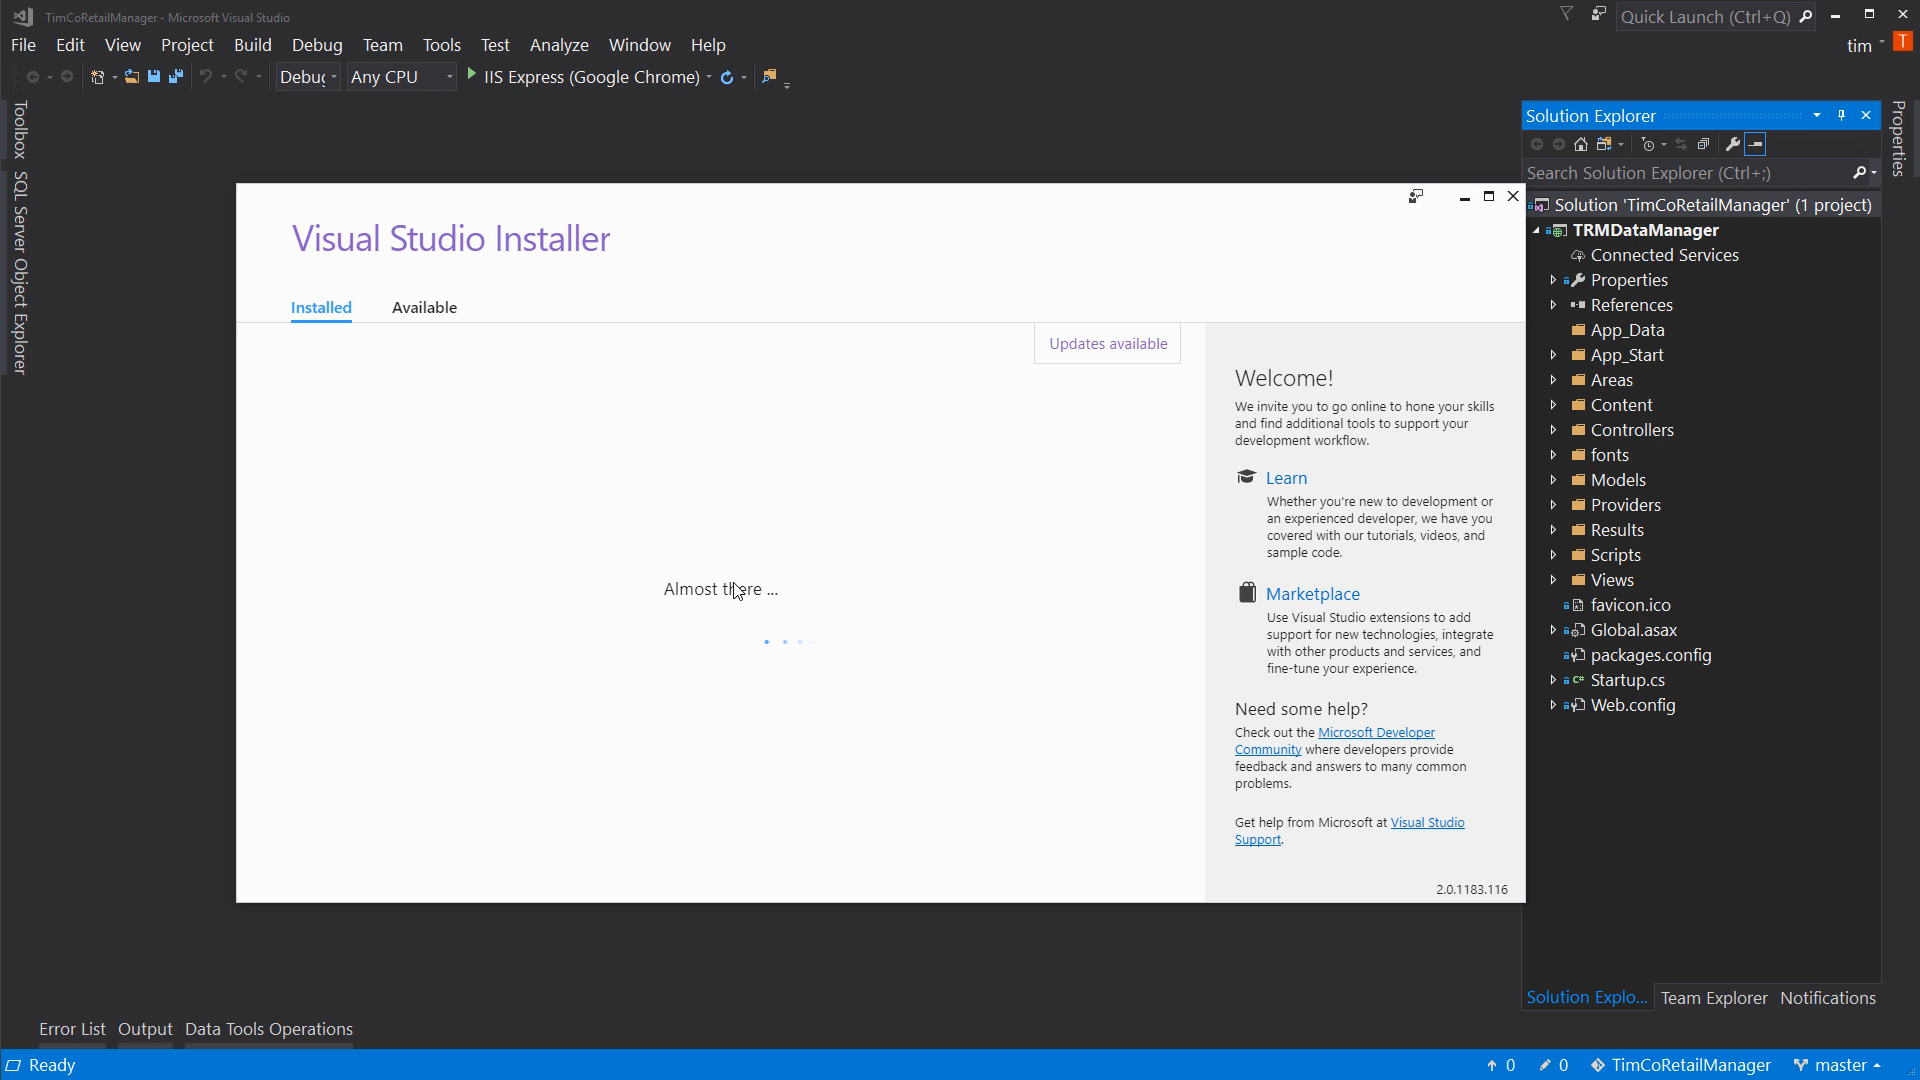 TimCoRetailManager - Microsoft Visual Studio
Quick Launch (Ctrl+Q)
File Edit View Project Build Debug Team Tools Test Analyze Window Help
tim
T
Debug Any CPU IIS Express (Google Chrome)
Toolbox
SQL Server Object Explorer
Visual Studio Installer
Installed Available
Updates available
Almost there ...
Welcome!
We invite you to go online to hone your skills
and find additional tools to support your
development workflow.
Learn
Whether you're new to development or
an experienced developer, we have you
covered with our tutorials, videos, and
sample code.
Marketplace
Use Visual Studio extensions to add
support for new technologies, integrate
with other products and services, and
fine-tune your experience.
Need some help?
Check out the Microsoft Developer
Community where developers provide
feedback and answers to many common
problems.
Get help from Microsoft at Visual Studio
Support.
2.0.1183.116
Solution Explorer
Search Solution Explorer (Ctrl+;)
Solution 'TimCoRetailManager' (1 project)
TRMDataManager
Connected Services
Properties
References
App_Data
App_Start
Areas
Content
Controllers
fonts
Models
Providers
Results
Scripts
Views
favicon.ico
Global.asax
packages.config
C# Startup.cs
Web.config
Solution Explo... Team Explorer Notifications
Properties
Error List Output Data Tools Operations
Ready
0 0 TimCoRetailManager master